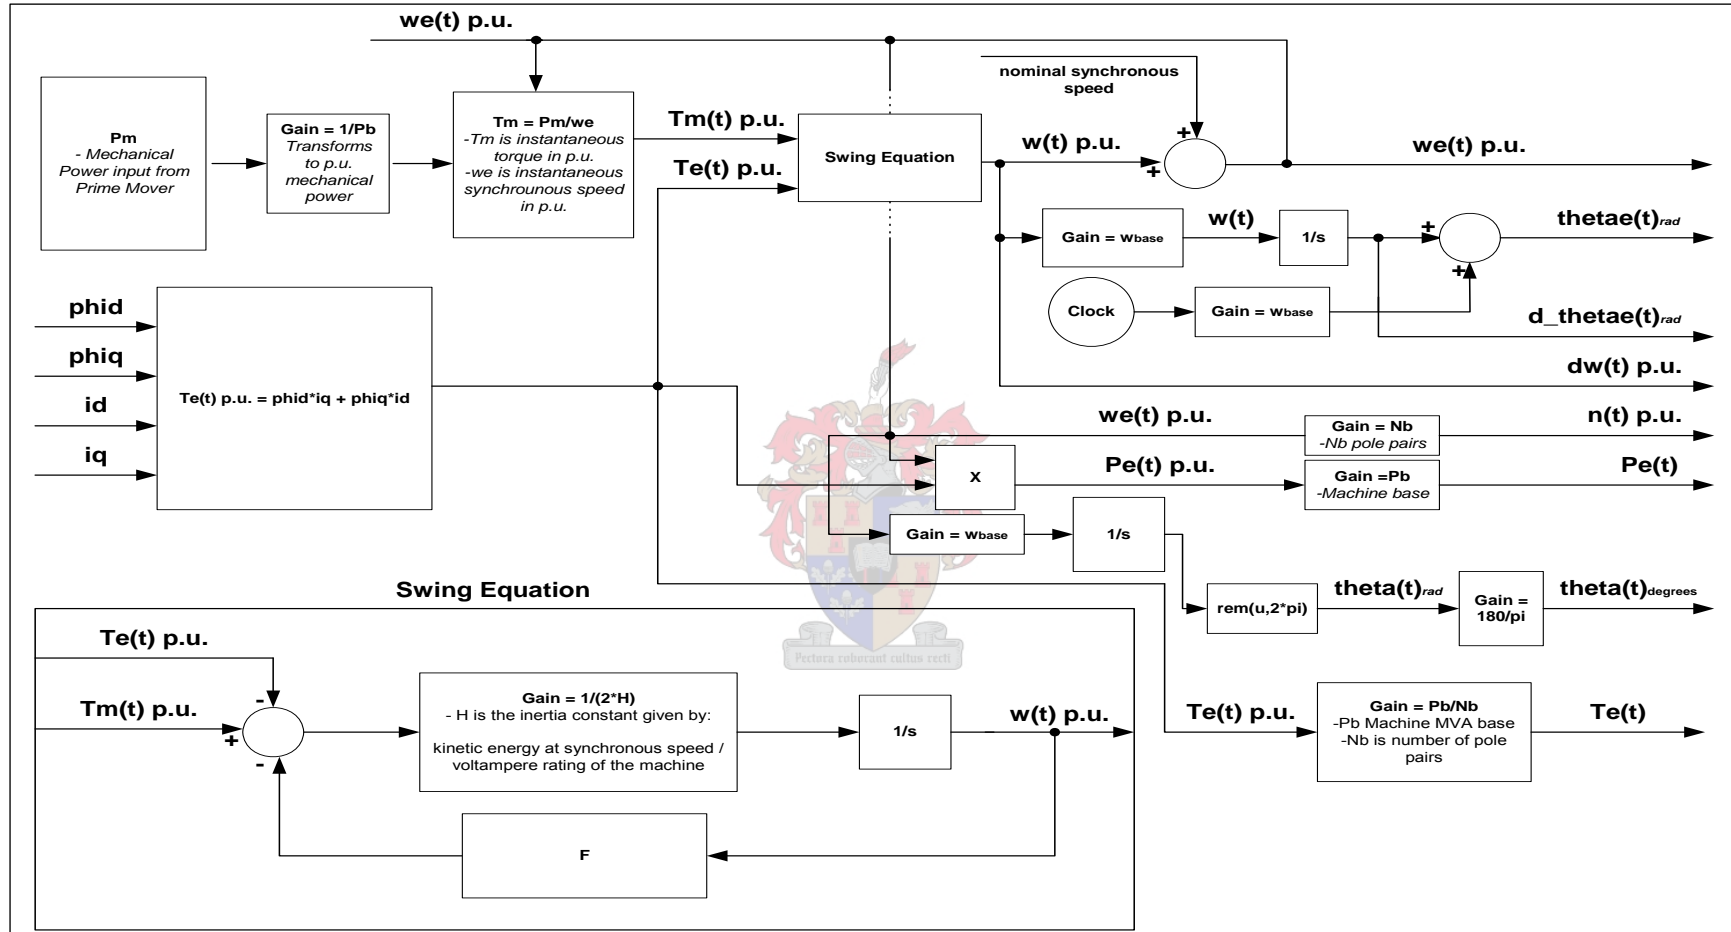 we(t) p.u.
nominal synchronous
speed
Pm
- Mechanical
Power input from
Prime Mover
Gain = 1/Pb
Transforms
to p.u.
mechanical
power
Tm = Pm/we
-Tm is instantaneous
torque in p.u.
-we is instantaneous
synchrounous speed
in p.u.
Tm(t) p.u.
Te(t) p.u.
Swing Equation
w(t) p.u.
+
+
we(t) p.u.
Gain = wbase
w(t)
1/s
+
+
thetae(t)rad
Clock
Gain = wbase
d_thetae(t)rad
dw(t) p.u.
phid
phiq
id
iq
Te(t) p.u. = phid*iq + phiq*id
we(t) p.u.
Gain = Nb
-Nb pole pairs
n(t) p.u.
X
Pe(t) p.u.
Gain =Pb
-Machine base
Pe(t)
Gain = wbase
1/s
rem(u,2*pi)
theta(t)rad
Gain =
180/pi
theta(t)degrees
Pectora roborant cultus recti
Te(t) p.u.
Gain = Pb/Nb
-Pb Machine MVA base
-Nb is number of pole
pairs
Te(t)
Swing Equation
Te(t) p.u.
-
Tm(t) p.u.
+
-
Gain = 1/(2*H)
- H is the inertia constant given by:
kinetic energy at synchronous speed /
voltampere rating of the machine
1/s
w(t) p.u.
F